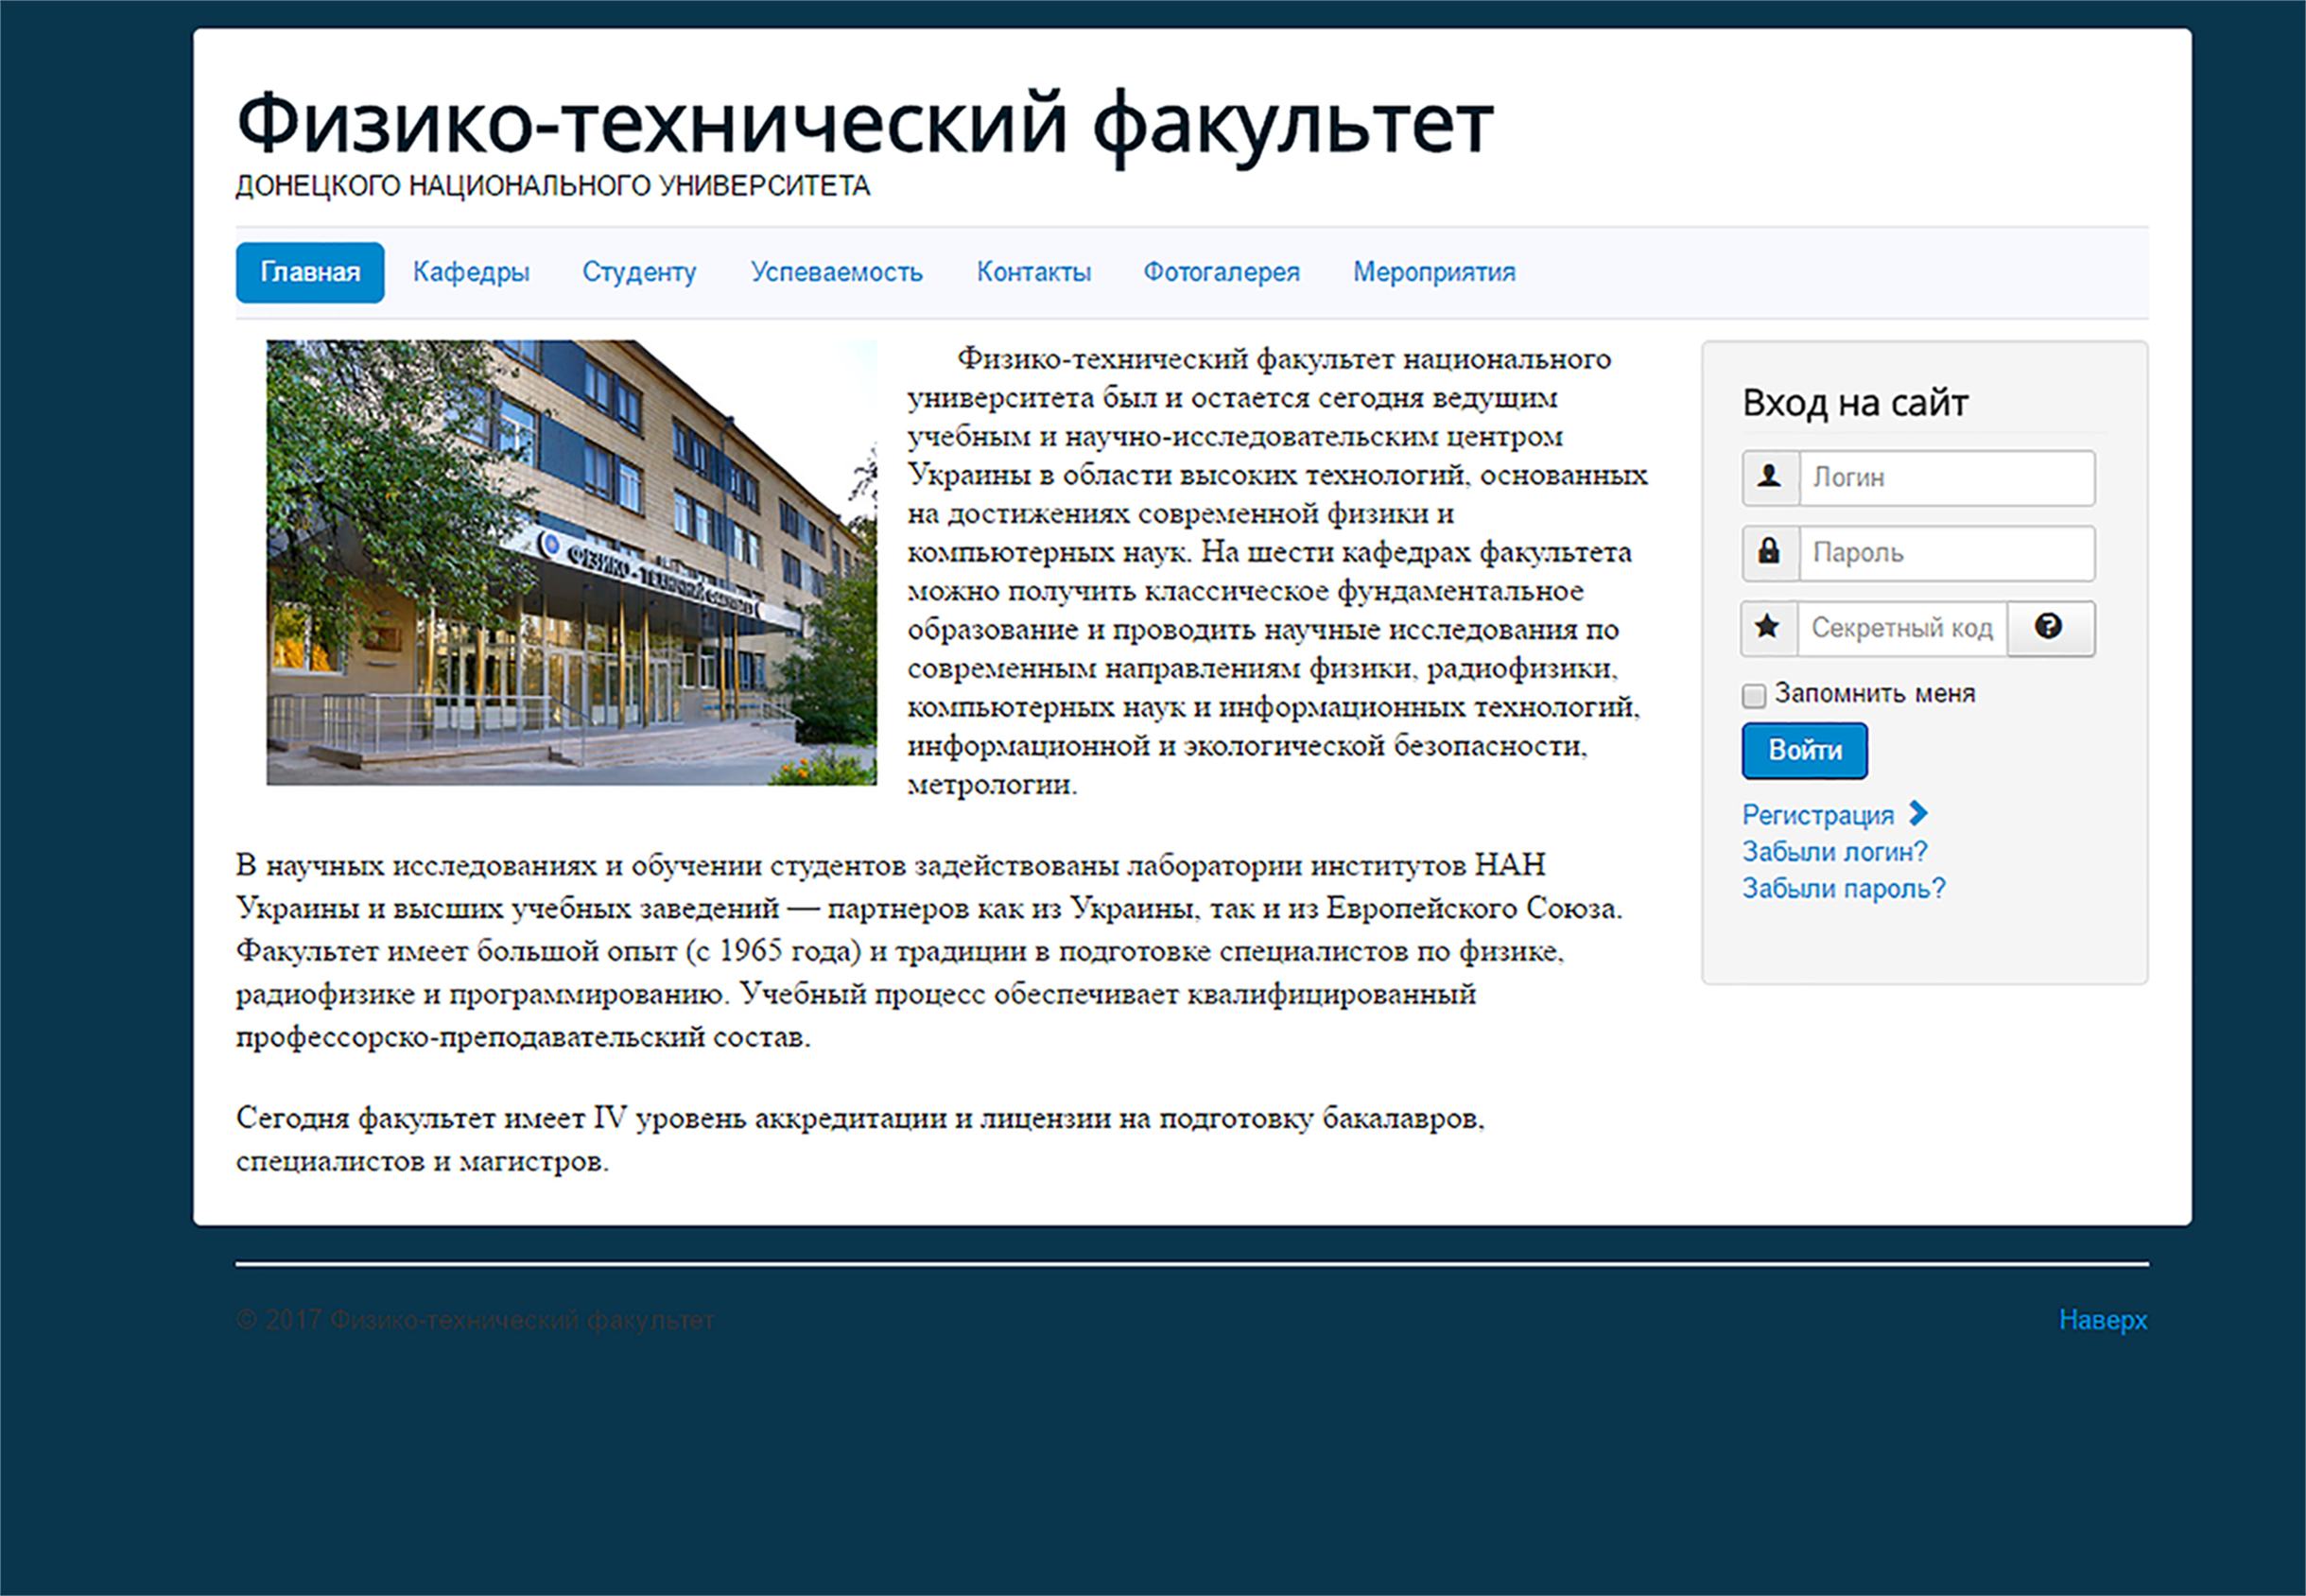 Физико-технический факультет
ДОНЕЦКОГО НАЦИОНАЛЬНОГО УНИВЕРСИТЕТА
Главная Кафедры Студенту Успеваемость Контакты Фотогалерея Мероприятия
ФІЗИКО - ТЕХНІЧНИЙ ФАКУЛЬТЕТ
Физико-технический факультет национального
университета был и остается сегодня ведущим
учебным и научно-исследовательским центром
Украины в области высоких технологий, основанных
на достижениях современной физики и
компьютерных наук. На шести кафедрах факультета
можно получить классическое фундаментальное
образование и проводить научные исследования по
современным направлениям физики, радиофизики,
компьютерных наук и информационных технологий,
информационной и экологической безопасности,
метрологии.
В научных исследованиях и обучении студентов задействованы лаборатории институтов НАН
Украины и высших учебных заведений — партнеров как из Украины, так и из Европейского Союза.
Факультет имеет большой опыт (с 1965 года) и традиции в подготовке специалистов по физике,
радиофизике и программированию. Учебный процесс обеспечивает квалифицированный
профессорско-преподавательский состав.
Сегодня факультет имеет IV уровень аккредитации и лицензии на подготовку бакалавров,
специалистов и магистров.
Вход на сайт
Логин
Пароль
Секретный код
Запомнить меня
Войти
Регистрация
Забыли логин?
Забыли пароль?
© 2017 Физико-технический факультет
Наверх